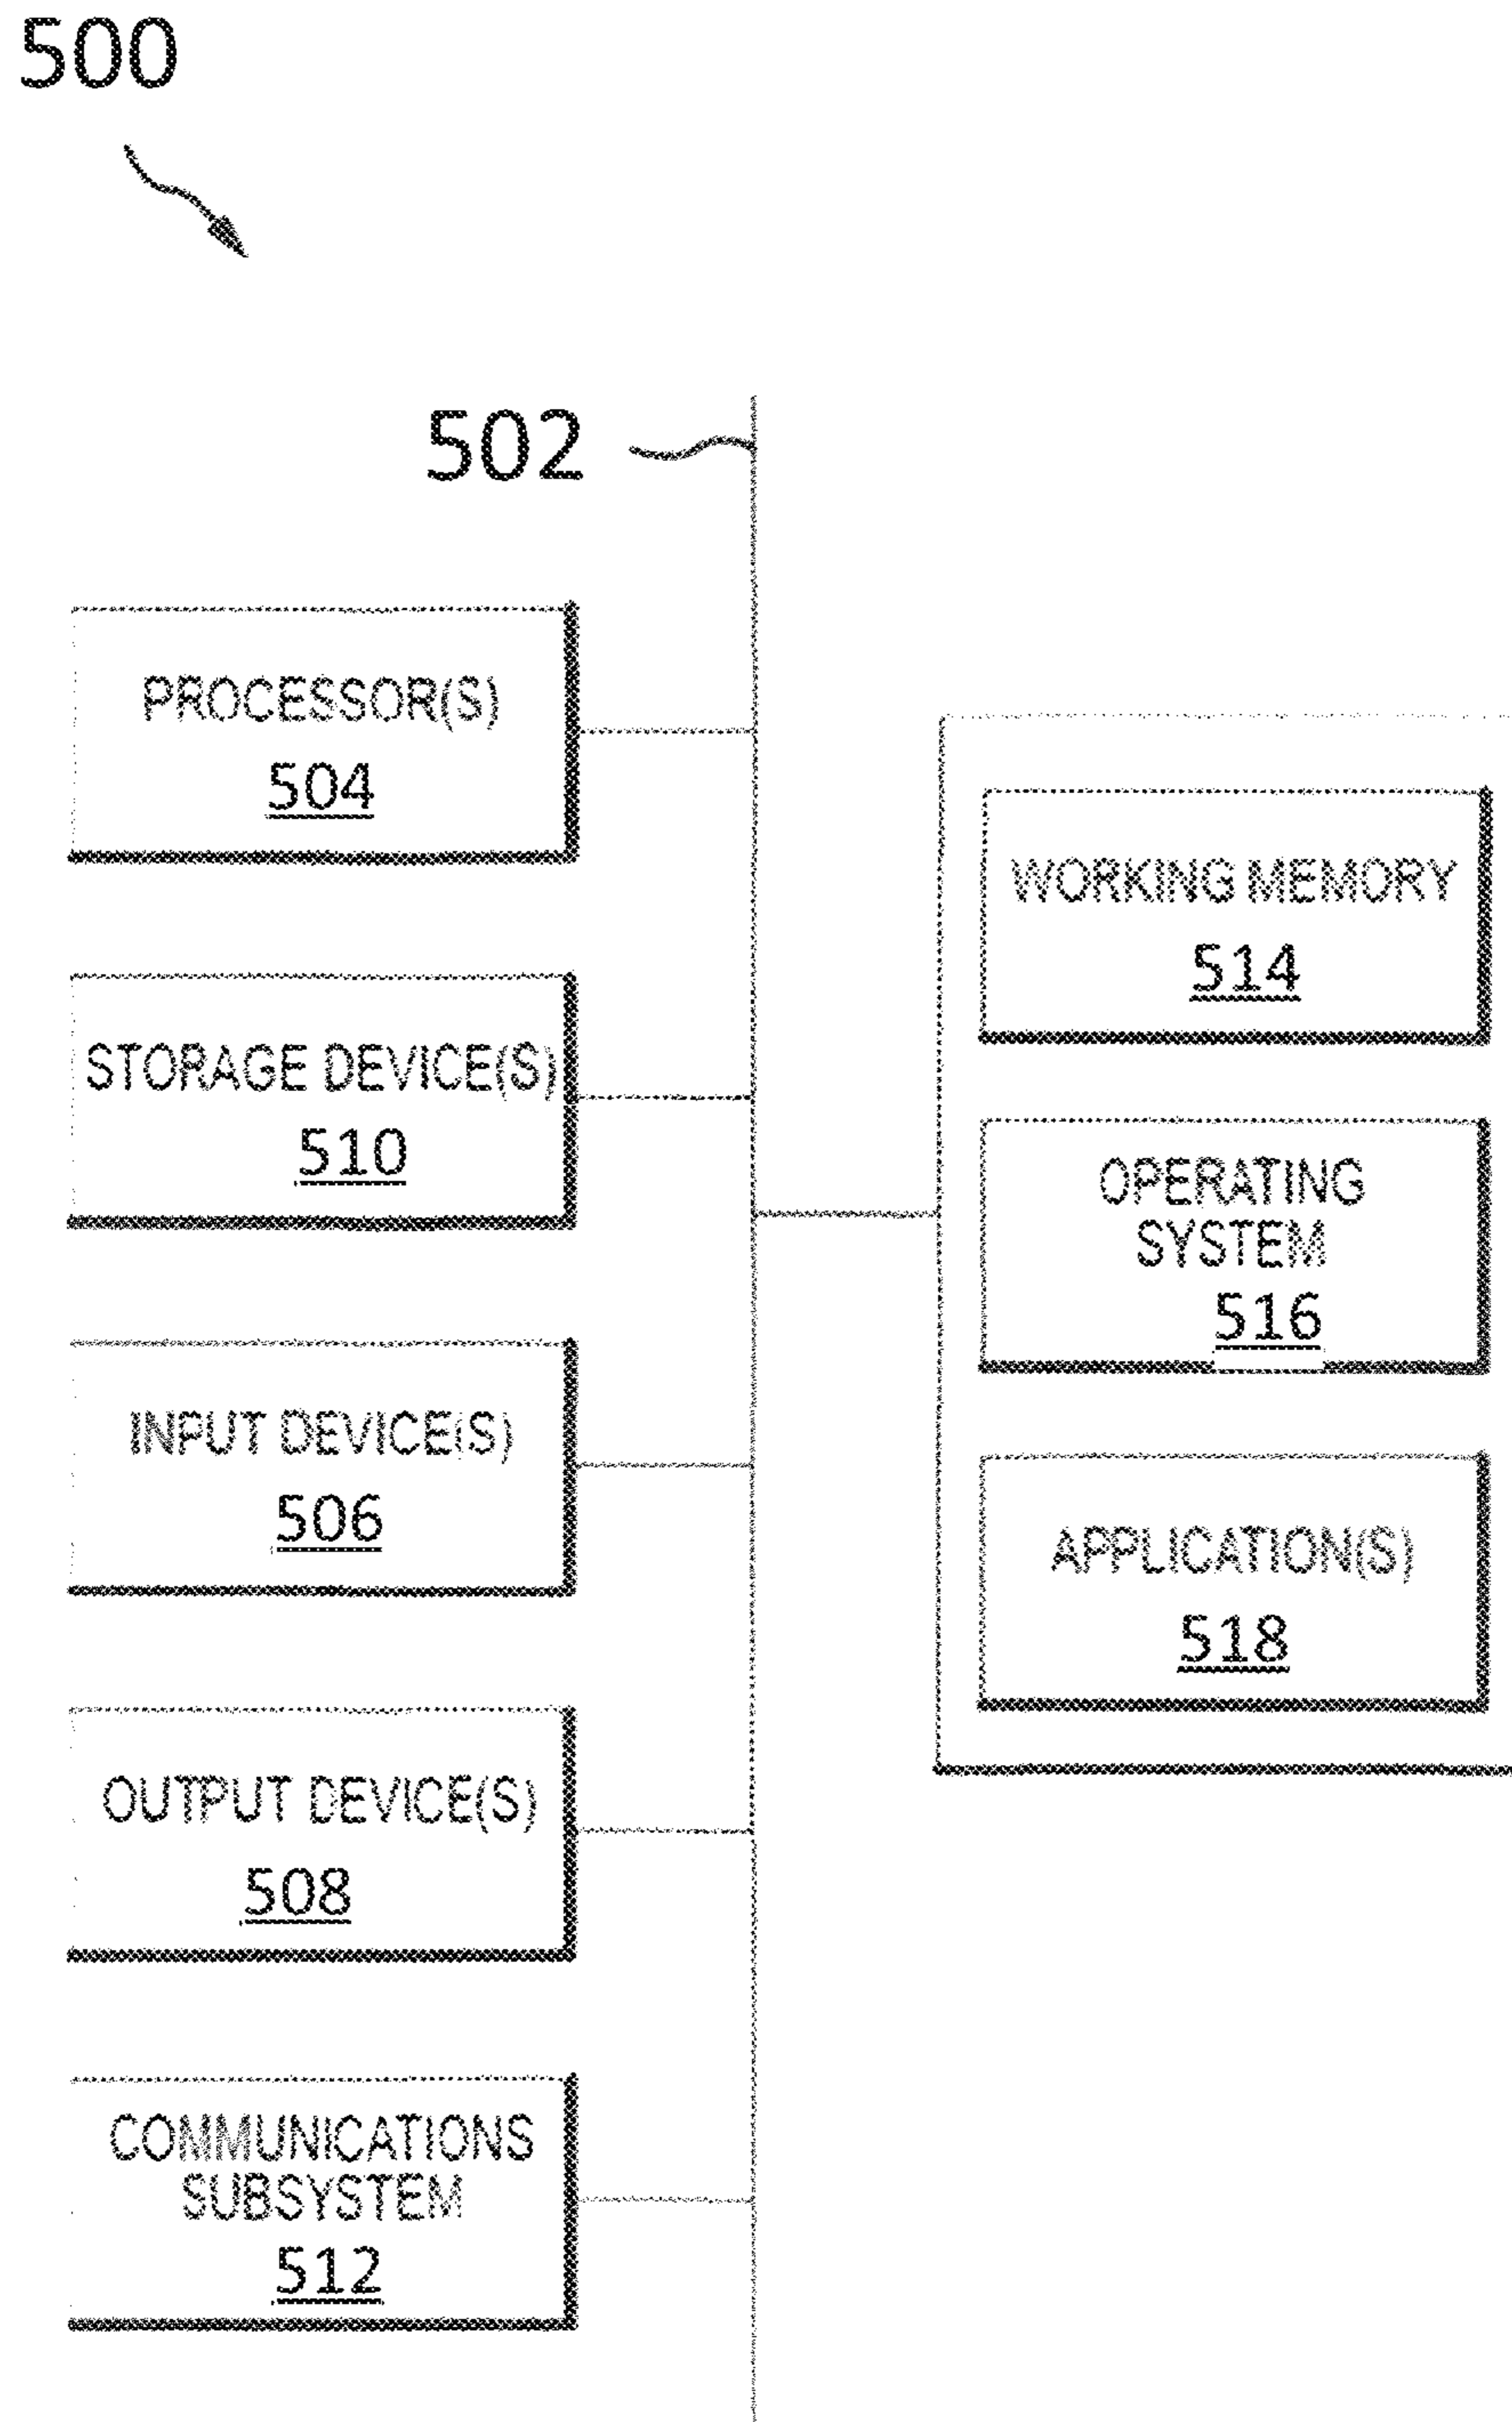 500
502
PROCESSOR(S)
504
STORAGE DEVICE(S)
510
INPUT DEVICE(S)
506
OUTPUT DEVICE(S)
508
COMMUNICATIONS
SUBSYSTEM
512
WORKING MEMORY
514
OPERATING
SYSTEM
516
APPLICATION(S)
518